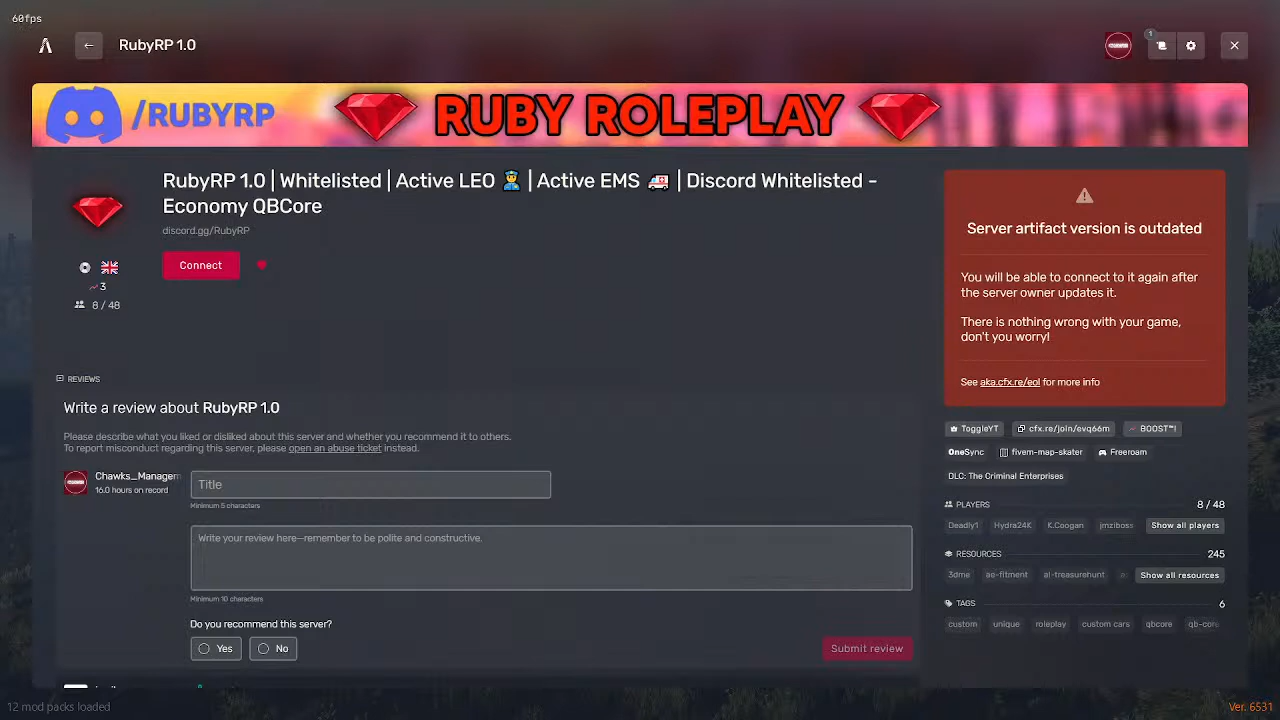 60fps
RubyRP 1.0
1
/RUBYRP
RUBY ROLEPLAY
RubyRP 1.0 | Whitelisted | Active LEO 👮 | Active EMS 🚑 | Discord Whitelisted -
Economy QBCore
discord.gg/RubyRP
Connect
3
8 / 48
Server artifact version is outdated
You will be able to connect to it again after
the server owner updates it.
There is nothing wrong with your game,
don't you worry!
See aka.cfx.re/eol for more info
REVIEWS
Write a review about RubyRP 1.0
Please describe what you liked or disliked about this server and whether you recommend it to others.
To report misconduct regarding this server, please open an abuse ticket instead.
Chawks_Managem
16.0 hours on record
Title
Minimum 5 characters
Write your review here—remember to be polite and constructive.
Minimum 10 characters
Do you recommend this server?
Yes
No
Submit review
ToggleYT
cfx.re/join/evq66m
BOOST™!
OneSync
fivem-map-skater
Freeroam
DLC: The Criminal Enterprises
PLAYERS
8 / 48
Deadly1
Hydra24K
K.Coogan
jmziboss
Show all players
RESOURCES
245
3dme
ae-fitment
al-treasurehunt
Show all resources
TAGS
6
custom
unique
roleplay
custom cars
qbcore
qb-core
12 mod packs loaded
Ver. 6531